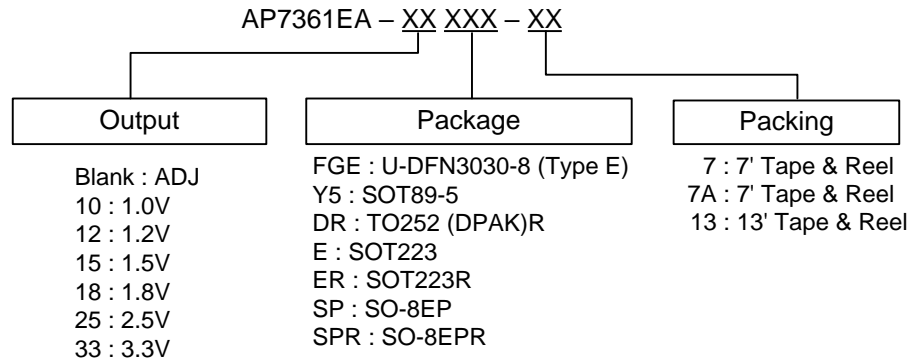 AP7361EA – XX XXX – XX
Output
Blank : ADJ
10 : 1.0V
12 : 1.2V
15 : 1.5V
18 : 1.8V
25 : 2.5V
33 : 3.3V
Package
FGE : U-DFN3030-8 (Type E)
Y5 : SOT89-5
DR : TO252 (DPAK)R
E : SOT223
ER : SOT223R
SP : SO-8EP
SPR : SO-8EPR
Packing
7 : 7' Tape & Reel
7A : 7' Tape & Reel
13 : 13' Tape & Reel